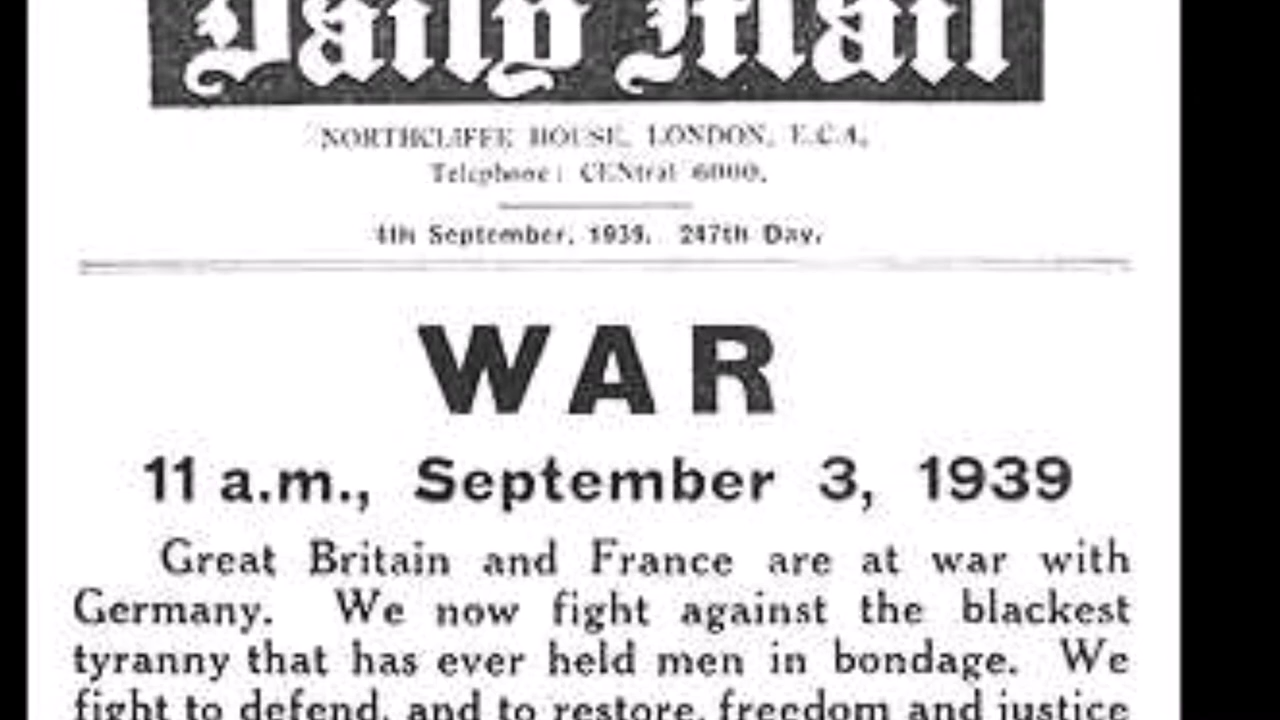 Daily Mail
NORTHCLIFFE HOUSE, LONDON, E.C.4.
Telephone: CENtral 6000.
4th September, 1939. 247th Day.
WAR
11 a.m., September 3, 1939
Great Britain and France are at war with
Germany. We now fight against the blackest
tyranny that has ever held men in bondage. We
fight to defend, and to restore, freedom and justice